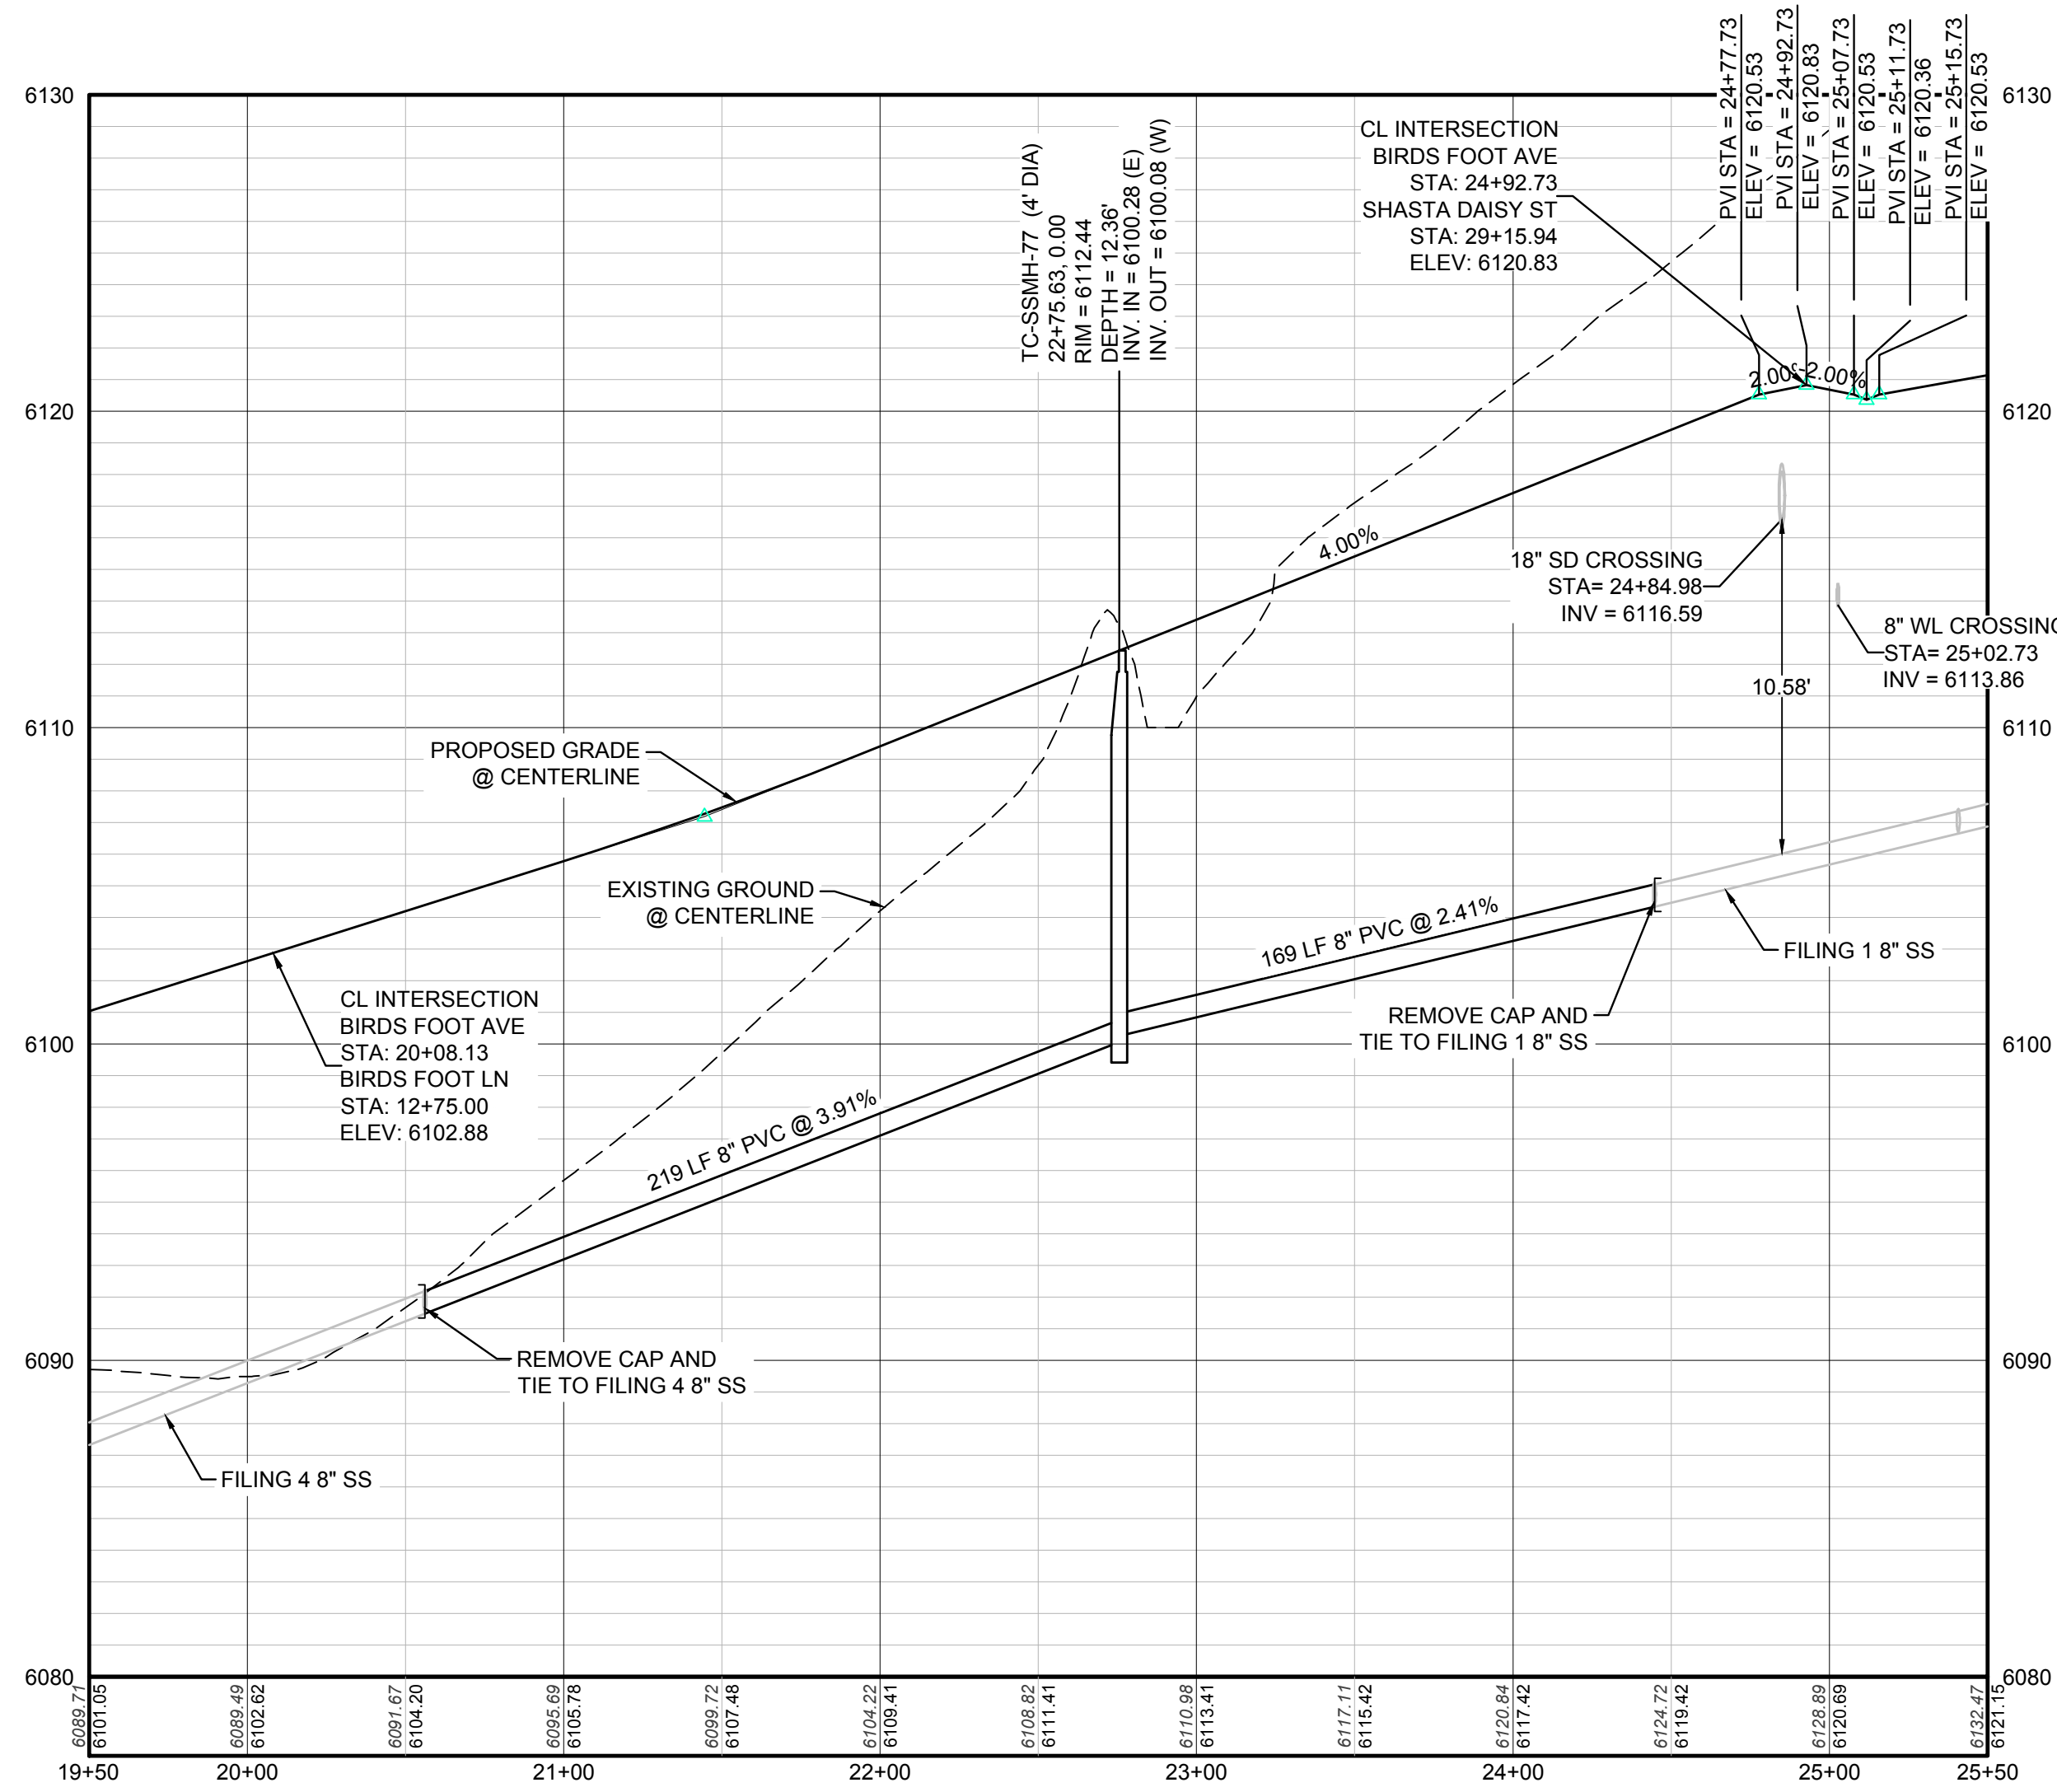 PVI STA = 24+77.73
ELEV = 6120.53
PVI STA = 24+92.73
ELEV = 6120.83
PVI STA = 25+07.73
ELEV = 6120.53
PVI STA = 25+11.73
ELEV = 6120.36
PVI STA = 25+15.73
ELEV = 6120.53
6130
6130
CL INTERSECTION
BIRDS FOOT AVE
STA: 24+92.73
SHASTA DAISY ST
STA: 29+15.94
ELEV: 6120.83
TC-SSMH-77 (4' DIA)
22+75.63, 0.00
RIM = 6112.44
DEPTH = 12.36'
INV. IN = 6100.28 (E)
INV. OUT = 6100.08 (W)
-2.00%
6120
6120
4.00%
18" SD CROSSING
STA= 24+84.98
INV = 6116.59
8" WL CROSSING
STA= 25+02.73
INV = 6113.86
10.58'
6110
6110
PROPOSED GRADE
@ CENTERLINE
EXISTING GROUND
@ CENTERLINE
169 LF 8" PVC @ 2.41%
FILING 1 8" SS
REMOVE CAP AND
TIE TO FILING 1 8" SS
6100
6100
CL INTERSECTION
BIRDS FOOT AVE
STA: 20+08.13
BIRDS FOOT LN
STA: 12+75.00
ELEV: 6102.88
219 LF 8" PVC @ 3.91%
6090
6090
REMOVE CAP AND
TIE TO FILING 4 8" SS
FILING 4 8" SS
6080
6080
6089.71
6101.05
6089.49
6102.62
6091.67
6104.20
6095.69
6105.78
6099.72
6107.48
6104.22
6109.41
6108.82
6111.41
6110.98
6113.41
6117.11
6115.42
6120.84
6117.42
6124.72
6119.42
6128.89
6120.69
6132.47
6121.15
19+50
20+00
21+00
22+00
23+00
24+00
25+00
25+50